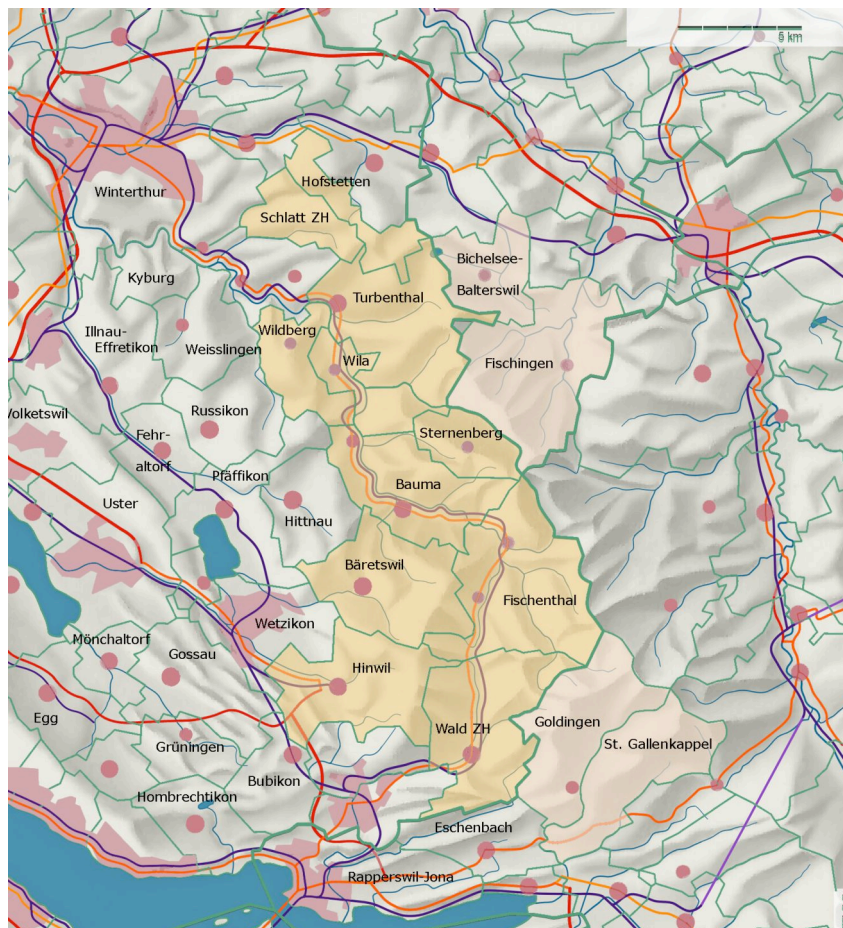 5 km
Winterthur
Hofstetten
Schlatt ZH
Kyburg
Bichelsee-
Balterswil
Turbenthal
Illnau-
Effretikon
Weisslingen
Wildberg
Wila
Fischingen
Volketswil
Russikon
Fehr-
altorf
Sternenberg
Pfäffikon
Bauma
Uster
Hittnau
Bäretswil
Fischenthal
Wetzikon
Mönchaltorf
Gossau
Hinwil
Egg
Grüningen
Wald ZH
Goldingen
St. Gallenkappel
Bubikon
Hombrechtikon
Eschenbach
Rapperswil-Jona